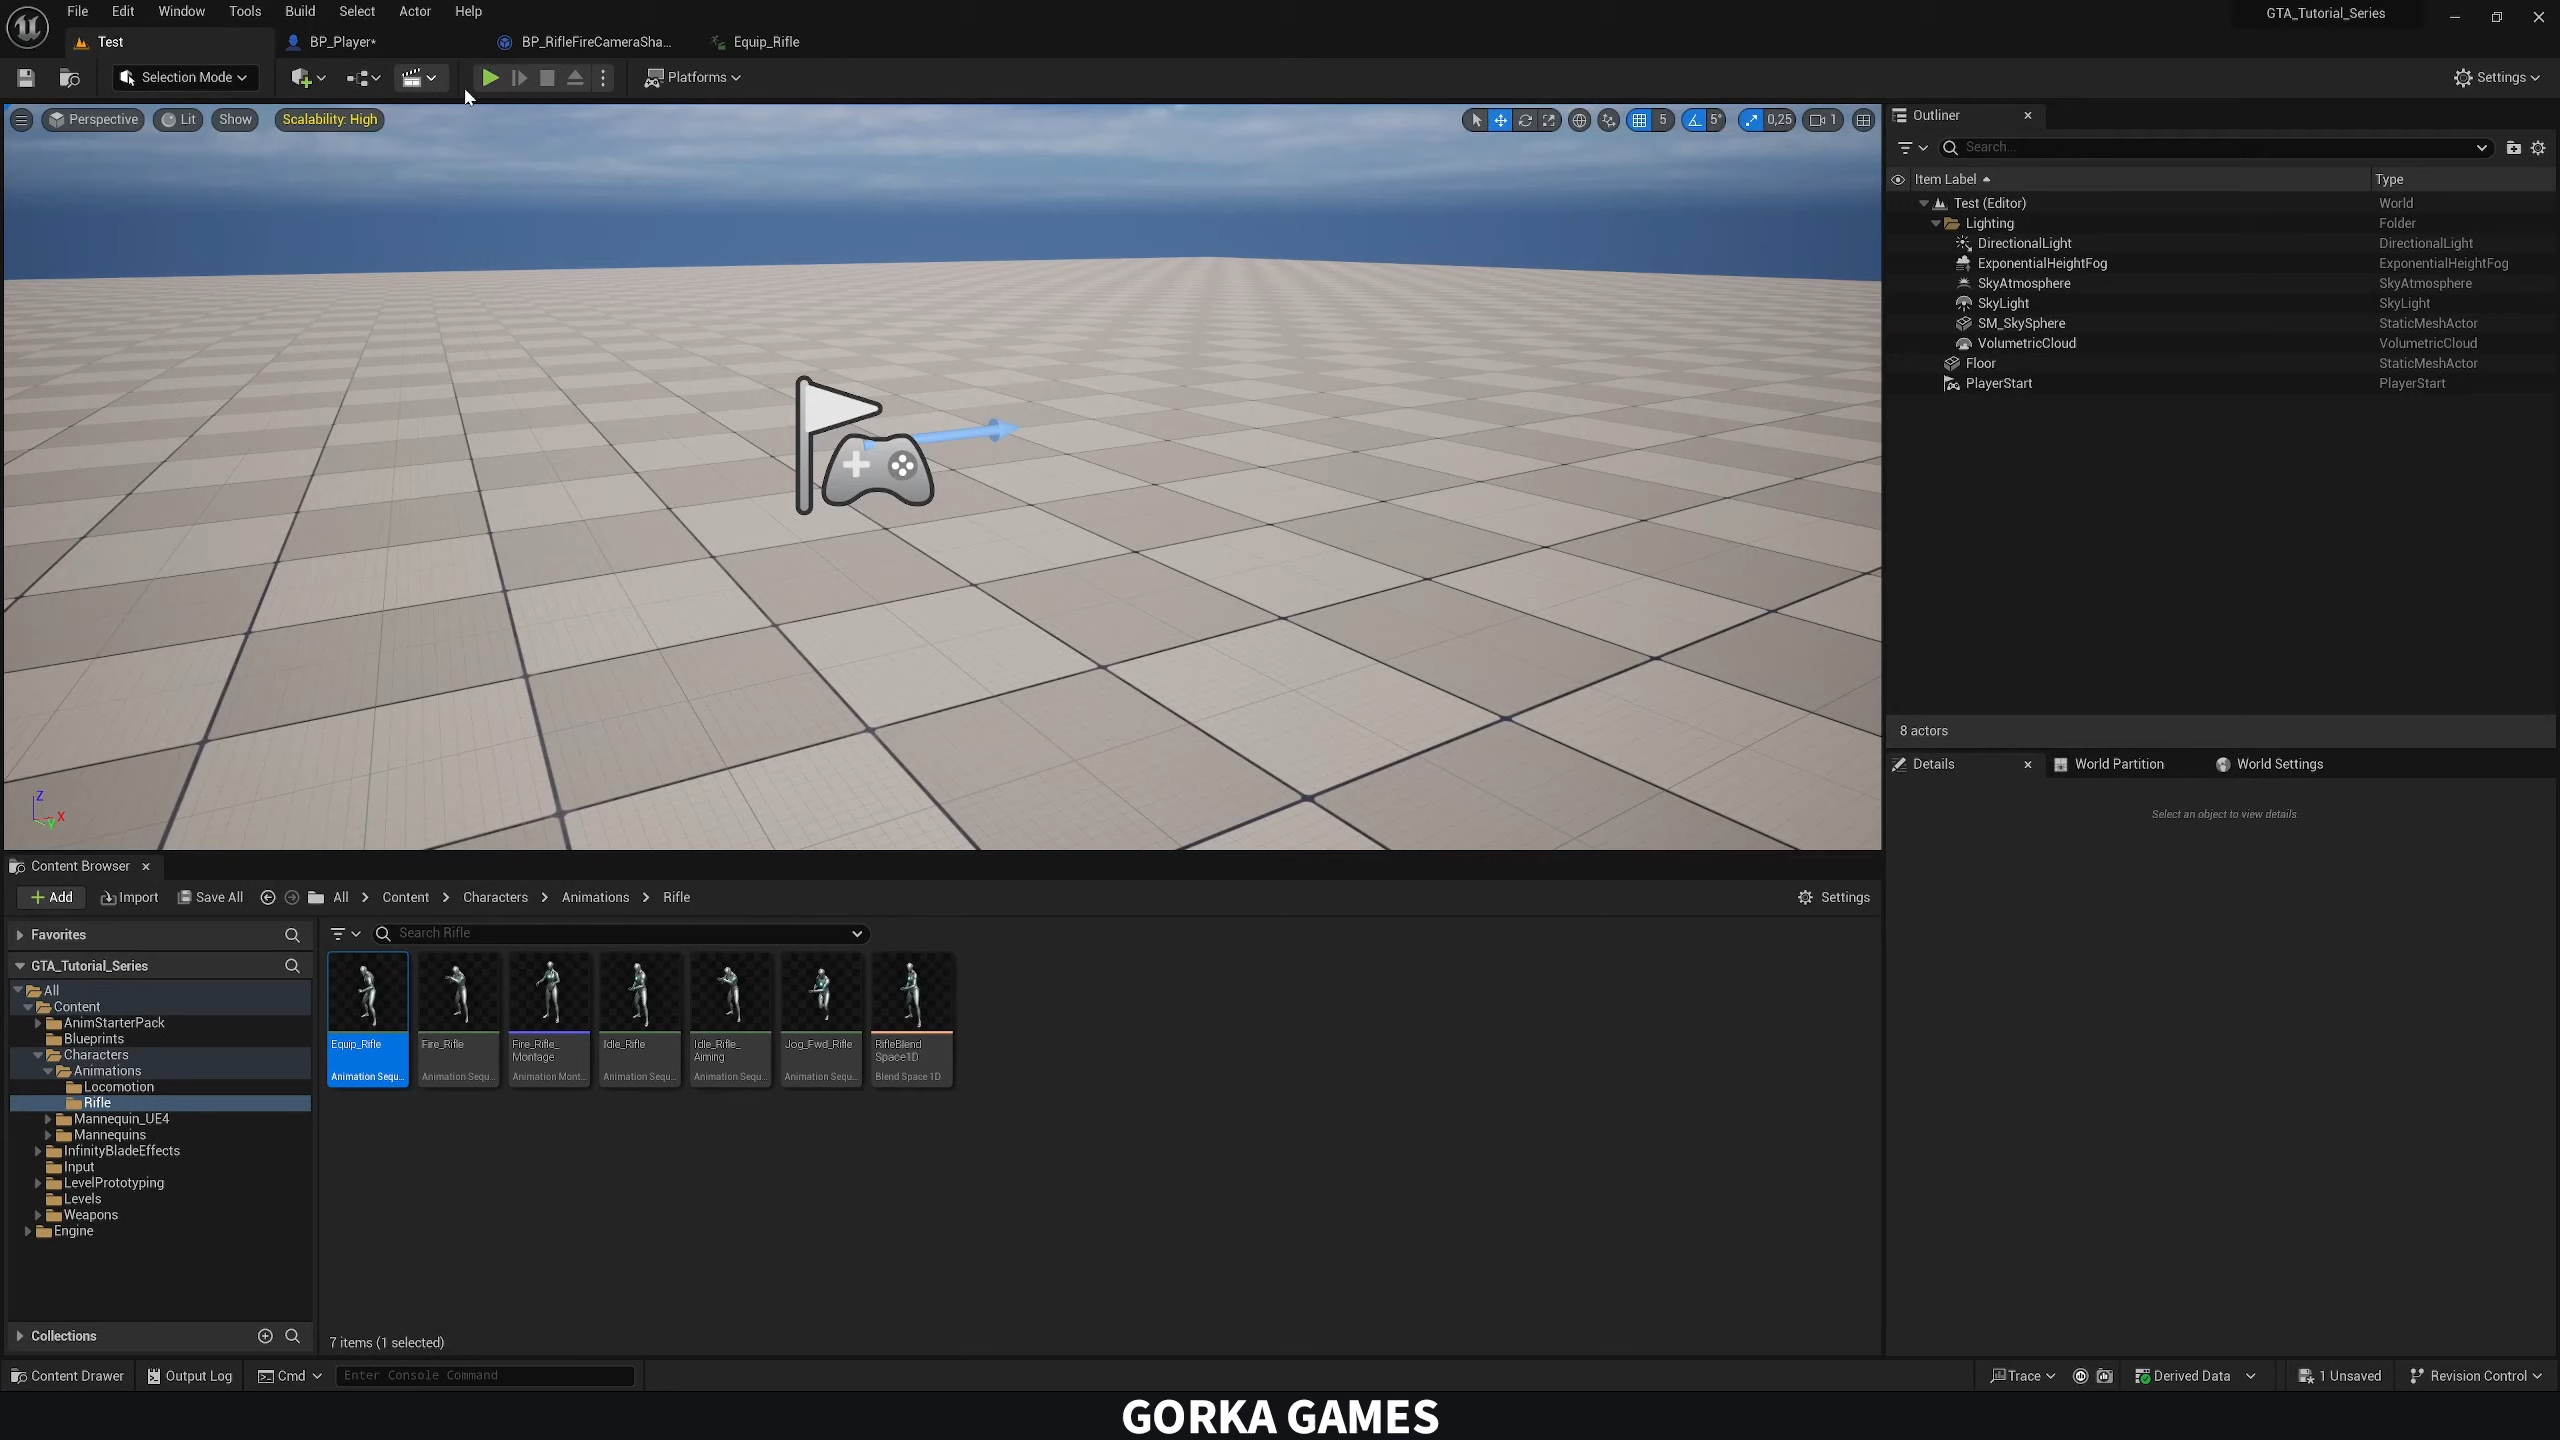 File Edit Window Tools Build Select Actor Help
GTA_Tutorial_Series
Test
BP_Player*
BP_RifleFireCameraSha...
Equip_Rifle
Selection Mode
Platforms
Settings
Perspective
Lit
Show
Scalability: High
5
5°
0,25
1
Outliner
Search...
Item Label
Type
Test (Editor)
World
Lighting
Folder
DirectionalLight
DirectionalLight
ExponentialHeightFog
ExponentialHeightFog
SkyAtmosphere
SkyAtmosphere
SkyLight
SkyLight
SM_SkySphere
StaticMeshActor
VolumetricCloud
VolumetricCloud
Floor
StaticMeshActor
PlayerStart
PlayerStart
8 actors
Details
World Partition
World Settings
Select an object to view details.
Z
X
Y
Content Browser
Add
Import
Save All
All
Content
Characters
Animations
Rifle
Settings
Favorites
Search Rifle
GTA_Tutorial_Series
All
Content
AnimStarterPack
Blueprints
Characters
Animations
Locomotion
Rifle
Mannequin_UE4
Mannequins
InfinityBladeEffects
Input
LevelPrototyping
Levels
Weapons
Engine
Equip_Rifle
Animation Sequ...
Fire_Rifle
Animation Sequ...
Fire_Rifle_
Montage
Animation Mont...
Idle_Rifle
Animation Sequ...
Idle_Rifle_
Aiming
Animation Sequ...
Jog_Fwd_Rifle
Animation Sequ...
RifleBlend
Space1D
Blend Space 1D
Collections
7 items (1 selected)
Content Drawer
Output Log
Cmd
Enter Console Command
Trace
Derived Data
1 Unsaved
Revision Control
GORKA GAMES